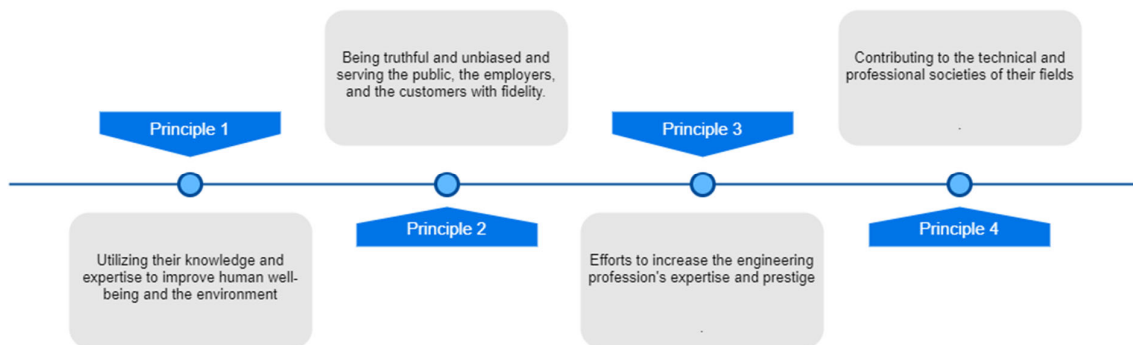 Principle 1
Utilizing their knowledge and
expertise to improve human well-
being and the environment
Being truthful and unbiased and
serving the public, the employers,
and the customers with fidelity.
Principle 2
Principle 3
Efforts to increase the engineering
profession's expertise and prestige
.
Contributing to the technical and
professional societies of their fields
.
Principle 4